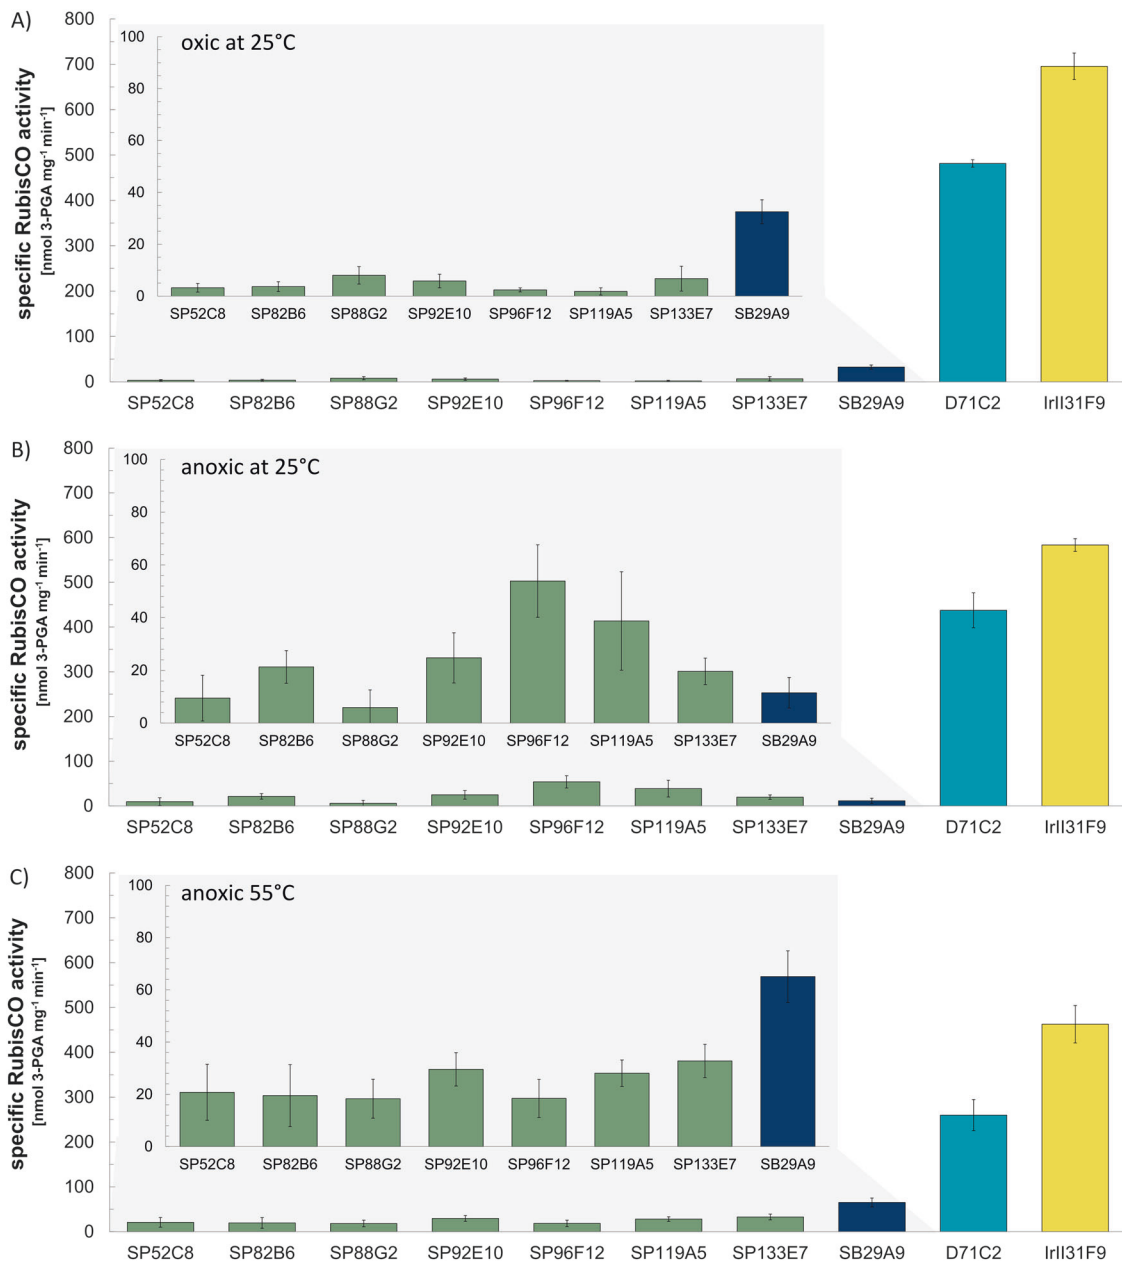 A)
specific RubisCO activity
[nmol 3-PGA mg⁻¹ min⁻¹]
800
700
600
500
400
300
200
100
0
oxic at 25°C
100
80
60
40
20
0
SP52C8 SP82B6 SP88G2 SP92E10 SP96F12 SP119A5 SP133E7 SB29A9
SP52C8 SP82B6 SP88G2 SP92E10 SP96F12 SP119A5 SP133E7 SB29A9 D71C2 IrII31F9
B)
specific RubisCO activity
[nmol 3-PGA mg⁻¹ min⁻¹]
800
700
600
500
400
300
200
100
0
anoxic at 25°C
100
80
60
40
20
0
SP52C8 SP82B6 SP88G2 SP92E10 SP96F12 SP119A5 SP133E7 SB29A9
SP52C8 SP82B6 SP88G2 SP92E10 SP96F12 SP119A5 SP133E7 SB29A9 D71C2 IrII31F9
C)
specific RubisCO activity
[nmol 3-PGA mg⁻¹ min⁻¹]
800
700
600
500
400
300
200
100
0
anoxic 55°C
100
80
60
40
20
0
SP52C8 SP82B6 SP88G2 SP92E10 SP96F12 SP119A5 SP133E7 SB29A9
SP52C8 SP82B6 SP88G2 SP92E10 SP96F12 SP119A5 SP133E7 SB29A9 D71C2 IrII31F9